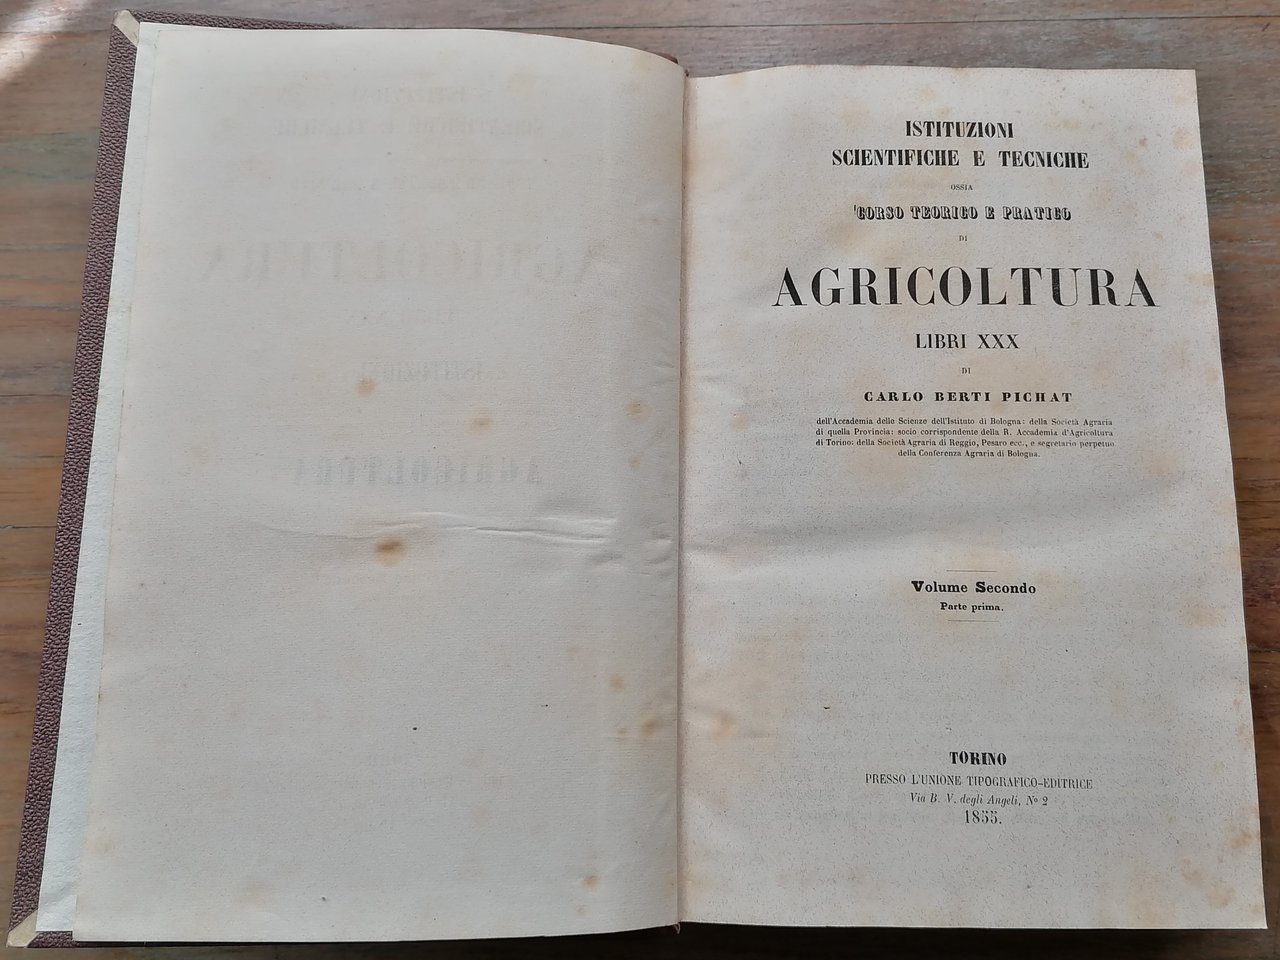 ISTITUZIONI
SCIENTIFICHE E TECNICHE
OSSIA
CORSO TEORICO E PRATICO
DI
AGRICOLTURA
LIBRI XXX
DI
CARLO BERTI PICHAT
dell'Accademia delle Scienze dell'Istituto di Bologna: della Società Agraria
di quella Provincia: socio corrispondente della R. Accademia d'Agricoltura
di Torino: della Società Agraria di Reggio, Pesaro ecc., e segretario perpetuo
della Conferenza Agraria di Bologna.
Volume Secondo
Parte prima.
TORINO
PRESSO L'UNIONE TIPOGRAFICO-EDITRICE
Via B. V. degli Angeli, Nº 2
1855.